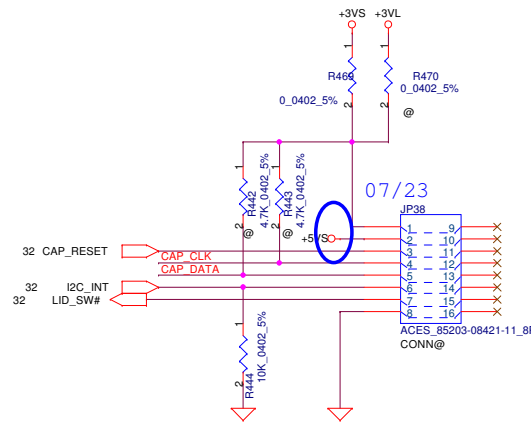 +3VS
+3VL
1
1
R469
R470
0_0402_5%
0_0402_5%
2
2
@
1
1
R442
4.7K_0402_5%
R443
4.7K_0402_5%
2
2
@
@
07/23
JP38
+5VS
1
9
2
10
3
11
4
12
5
13
6
14
7
15
8
16
32 CAP_RESET
CAP_CLK
CAP_DATA
32 I2C_INT
32 LID_SW#
ACES_85203-08421-11_8P
CONN@
1
R444
10K_0402_5%
2